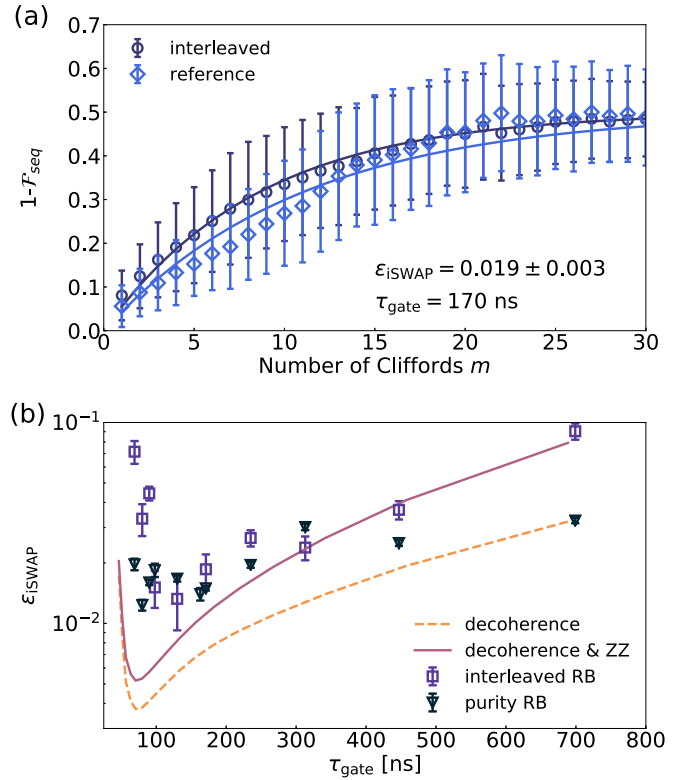 (a)
0.7
0.6
0.5
0.4
0.3
0.2
0.1
0.0
1-ℱseq
interleaved
reference
εiSWAP = 0.019 ± 0.003
τgate = 170 ns
0 5 10 15 20 25 30
Number of Cliffords m
(b)
10⁻¹
10⁻²
εiSWAP
decoherence
decoherence & ZZ
interleaved RB
purity RB
100 200 300 400 500 600 700 800
τgate [ns]